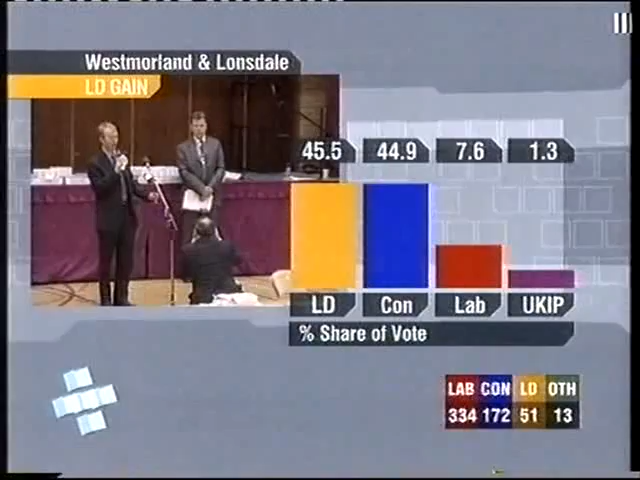 Westmorland & Lonsdale
LD GAIN
45.5 44.9 7.6 1.3
LD Con Lab UKIP
% Share of Vote
LAB CON LD OTH
334 172 51 13